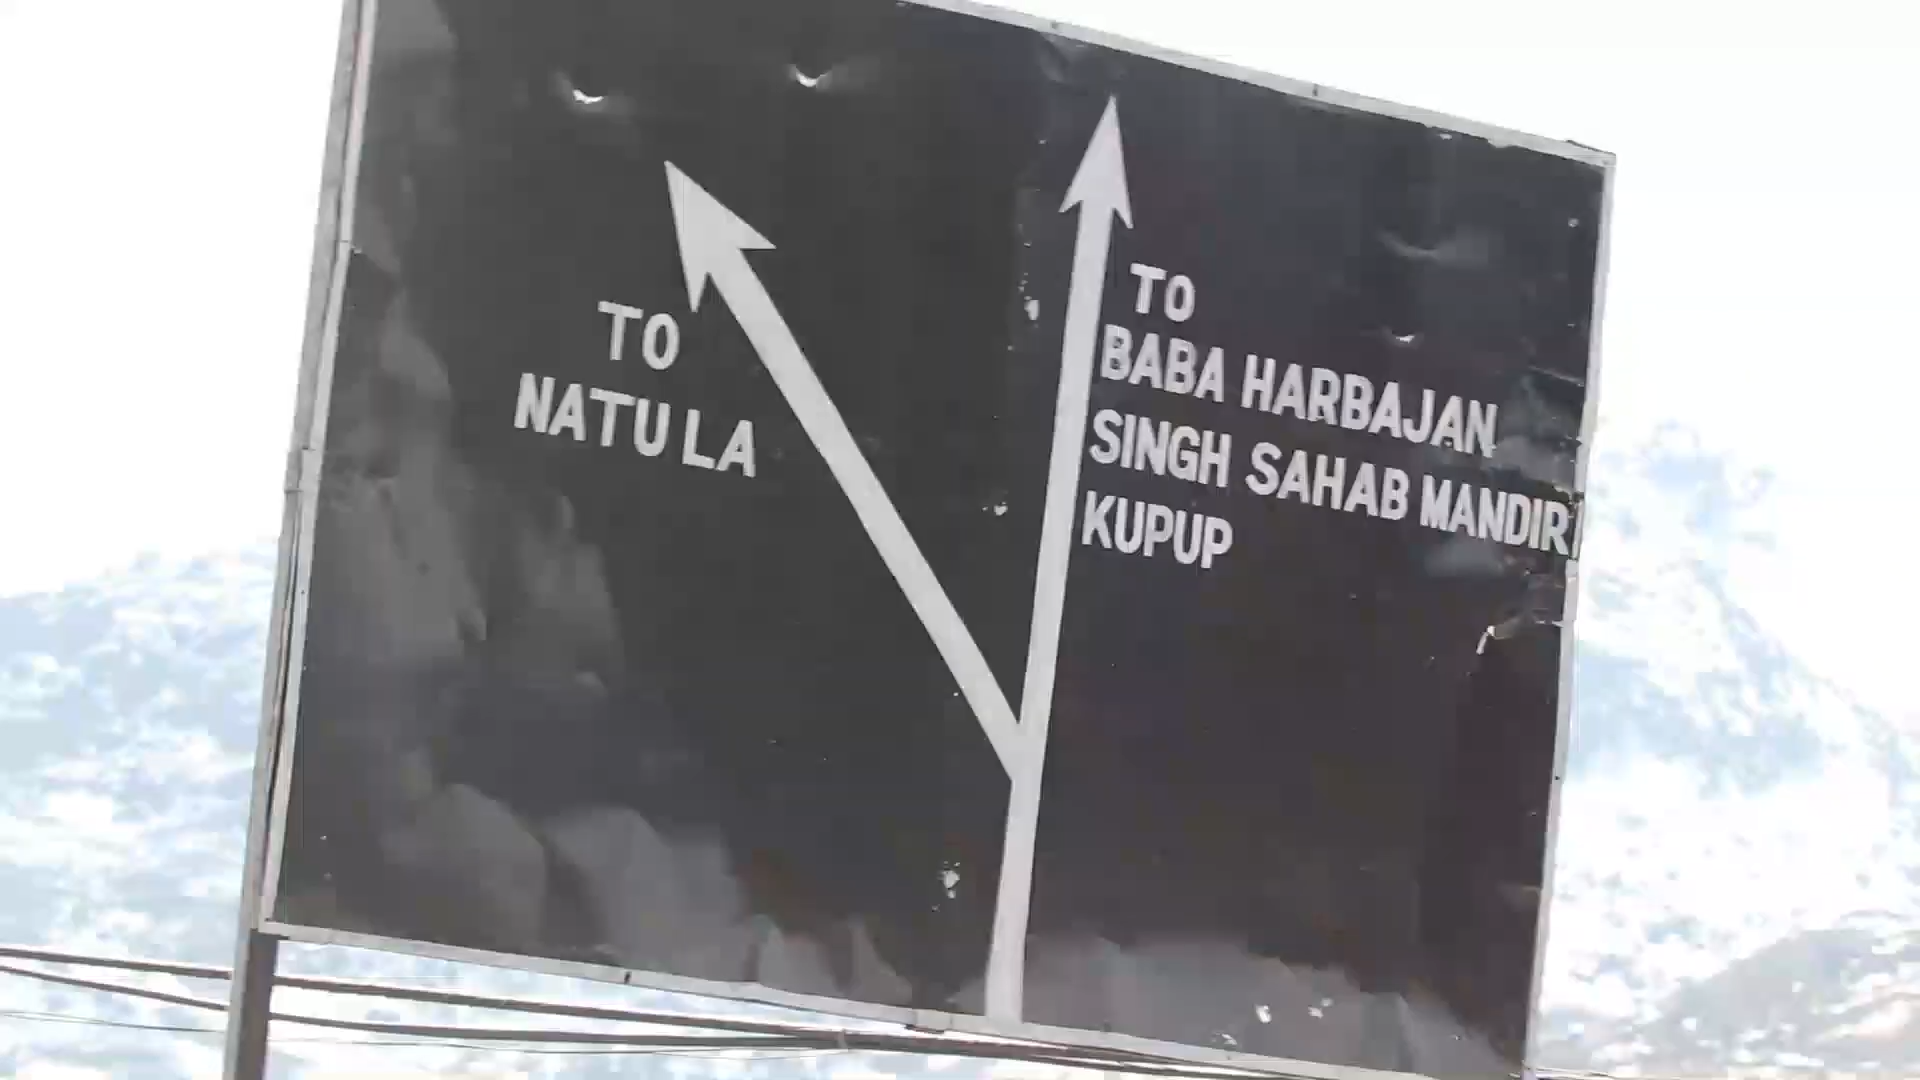 TO
NATU LA
TO
BABA HARBAJAN
SINGH SAHAB MANDIR
KUPUP